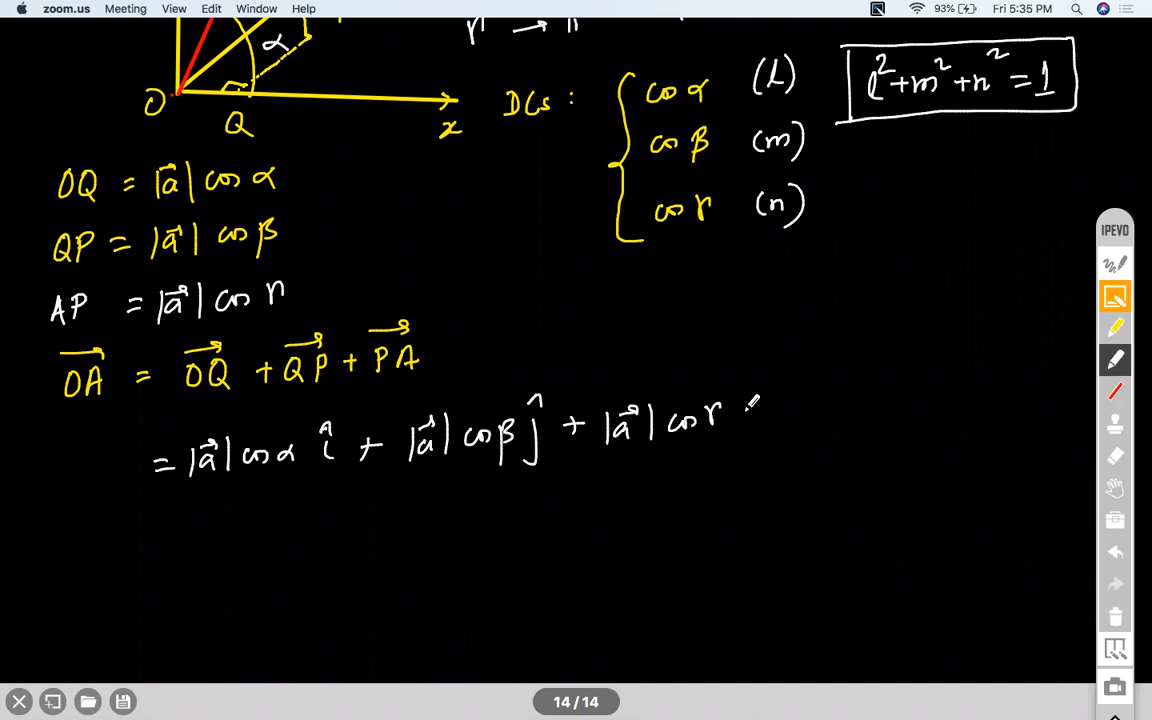 zoom.us Meeting View Edit Window Help 93% Fri 5:35 PM
α
O
Q
x
DCs : { cos α (l)
cos β (m)
cos γ (n)
l² + m² + n² = 1
OQ = |a⃗| cos α
QP = |a⃗| cos β
AP = |a⃗| cos γ
OA⃗ = OQ⃗ + QP⃗ + PA⃗
= |a⃗| cos α î + |a⃗| cos β ĵ + |a⃗| cos γ
IPEVO
14 / 14